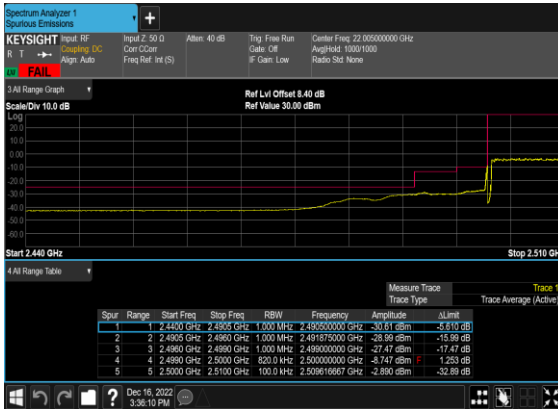 Spectrum Analyzer 1
Spurious Emissions
+
KEYSIGHT Input: RF Input Z: 50 Ω Atten: 40 dB Trig: Free Run Center Freq: 22.005000000 GHz
R T Coupling: DC Corr CCorr Gate: Off Avg|Hold: 1000/1000
Align: Auto Freq Ref: Int (S) IF Gain: Low Radio Std: None
FAIL
3 All Range Graph Ref Lvl Offset 8.40 dB
Scale/Div 10.0 dB Ref Value 30.00 dBm
Log
20.0
10.0
0.00
-10.0
-20.0
-30.0
-40.0
-50.0
-60.0
Start 2.440 GHz Stop 2.510 GH
4 All Range Table
Measure Trace Trace 1
Trace Type Trace Average (Active)
Spur Range Start Freq Stop Freq RBW Frequency Amplitude ΔLimit
1 1 2.4400 GHz 2.4905 GHz 1.000 MHz 2.490500000 GHz -30.61 dBm -5.610 dB
2 2 2.4905 GHz 2.4960 GHz 1.000 MHz 2.491875000 GHz -28.99 dBm -15.99 dB
3 3 2.4960 GHz 2.4990 GHz 1.000 MHz 2.499000000 GHz -27.47 dBm -17.47 dB
4 4 2.4990 GHz 2.5000 GHz 820.0 kHz 2.500000000 GHz -8.747 dBm F 1.253 dB
5 5 2.5000 GHz 2.5100 GHz 100.0 kHz 2.509616667 GHz -2.890 dBm -32.89 dB
? Dec 16, 2022
3:36:10 PM